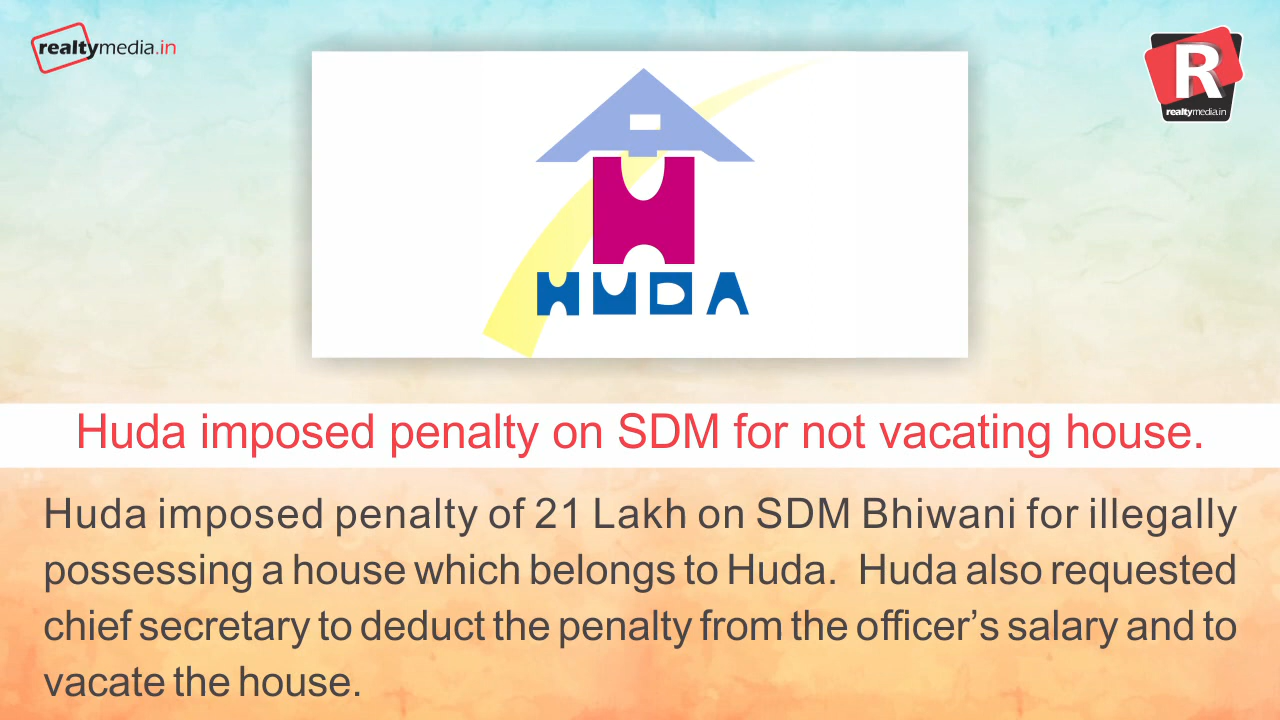 realtymedia.in
R
realtymedia.in
H
HUDA
Huda imposed penalty on SDM for not vacating house.
Huda imposed penalty of 21 Lakh on SDM Bhiwani for illegally
possessing a house which belongs to Huda. Huda also requested
chief secretary to deduct the penalty from the officer’s salary and to
vacate the house.